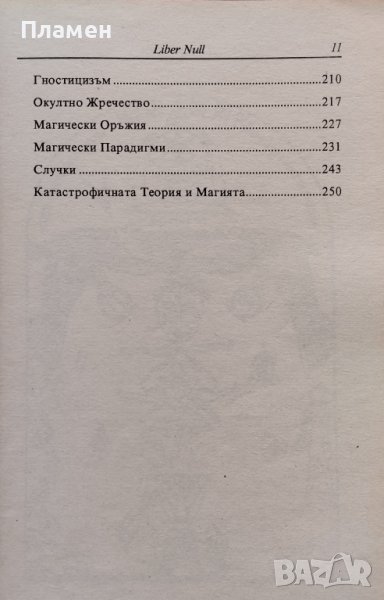 Пламен
Liber Null 11
Гностицизъм 210
Окултно Жречество 217
Магически Оръжия 227
Магически Парадигми 231
Случки 243
Катастрофичната Теория и Магията 250
BAZAR